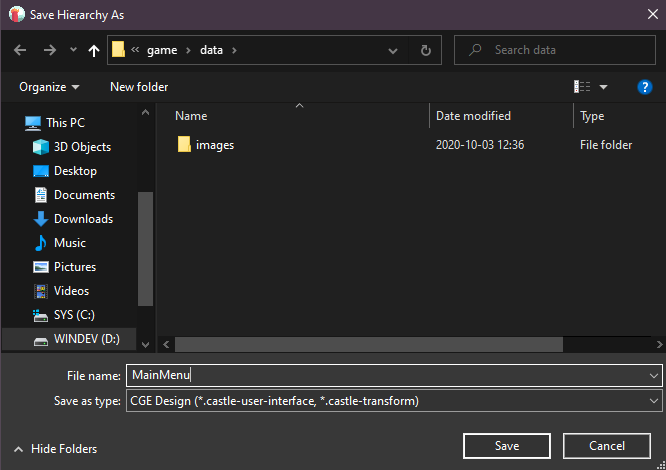 Save Hierarchy As
« game › data ›
Search data
Organize
New folder
?
Name
Date modified
Type
This PC
3D Objects
Desktop
Documents
Downloads
Music
Pictures
Videos
SYS (C:)
WINDEV (D:)
images
2020-10-03 12:36
File folder
File name:
MainMenu
Save as type:
CGE Design (*.castle-user-interface, *.castle-transform)
Hide Folders
Save
Cancel